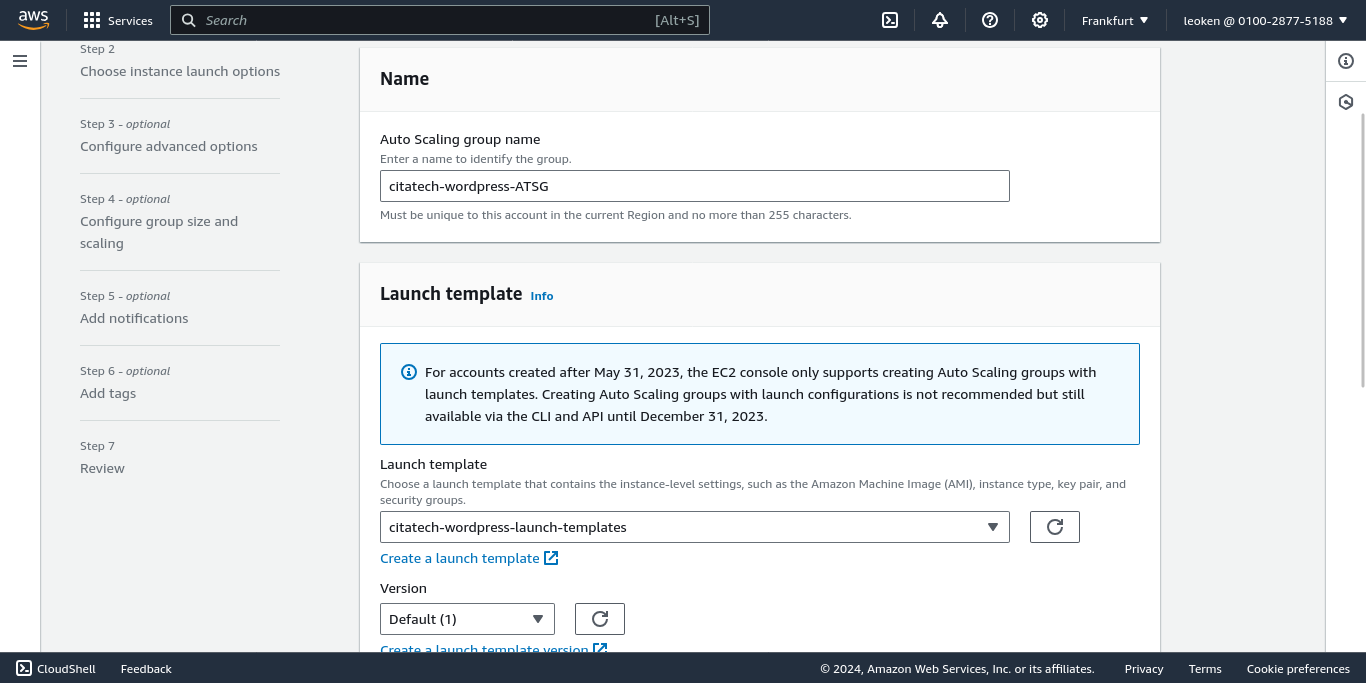 aws
Services
Search
[Alt+S]
Frankfurt
leoken @ 0100-2877-5188
Step 2
Choose instance launch options
Step 3 - optional
Configure advanced options
Step 4 - optional
Configure group size and
scaling
Step 5 - optional
Add notifications
Step 6 - optional
Add tags
Step 7
Review
Name
Auto Scaling group name
Enter a name to identify the group.
citatech-wordpress-ATSG
Must be unique to this account in the current Region and no more than 255 characters.
Launch template Info
For accounts created after May 31, 2023, the EC2 console only supports creating Auto Scaling groups with
launch templates. Creating Auto Scaling groups with launch configurations is not recommended but still
available via the CLI and API until December 31, 2023.
Launch template
Choose a launch template that contains the instance-level settings, such as the Amazon Machine Image (AMI), instance type, key pair, and
security groups.
citatech-wordpress-launch-templates
Create a launch template
Version
Default (1)
Create a launch template version
CloudShell
Feedback
© 2024, Amazon Web Services, Inc. or its affiliates.
Privacy
Terms
Cookie preferences